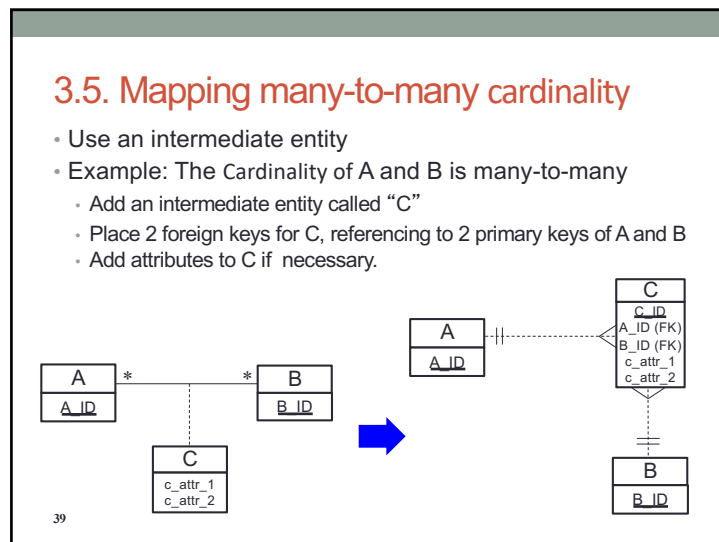 3.5. Mapping many-to-many cardinality
• Use an intermediate entity
• Example: The Cardinality of A and B is many-to-many
• Add an intermediate entity called “C”
• Place 2 foreign keys for C, referencing to 2 primary keys of A and B
• Add attributes to C if necessary.
A
A_ID
*
*
B
B_ID
C
c_attr_1
c_attr_2
A
A_ID
C
C_ID
A_ID (FK)
B_ID (FK)
c_attr_1
c_attr_2
B
B_ID
39